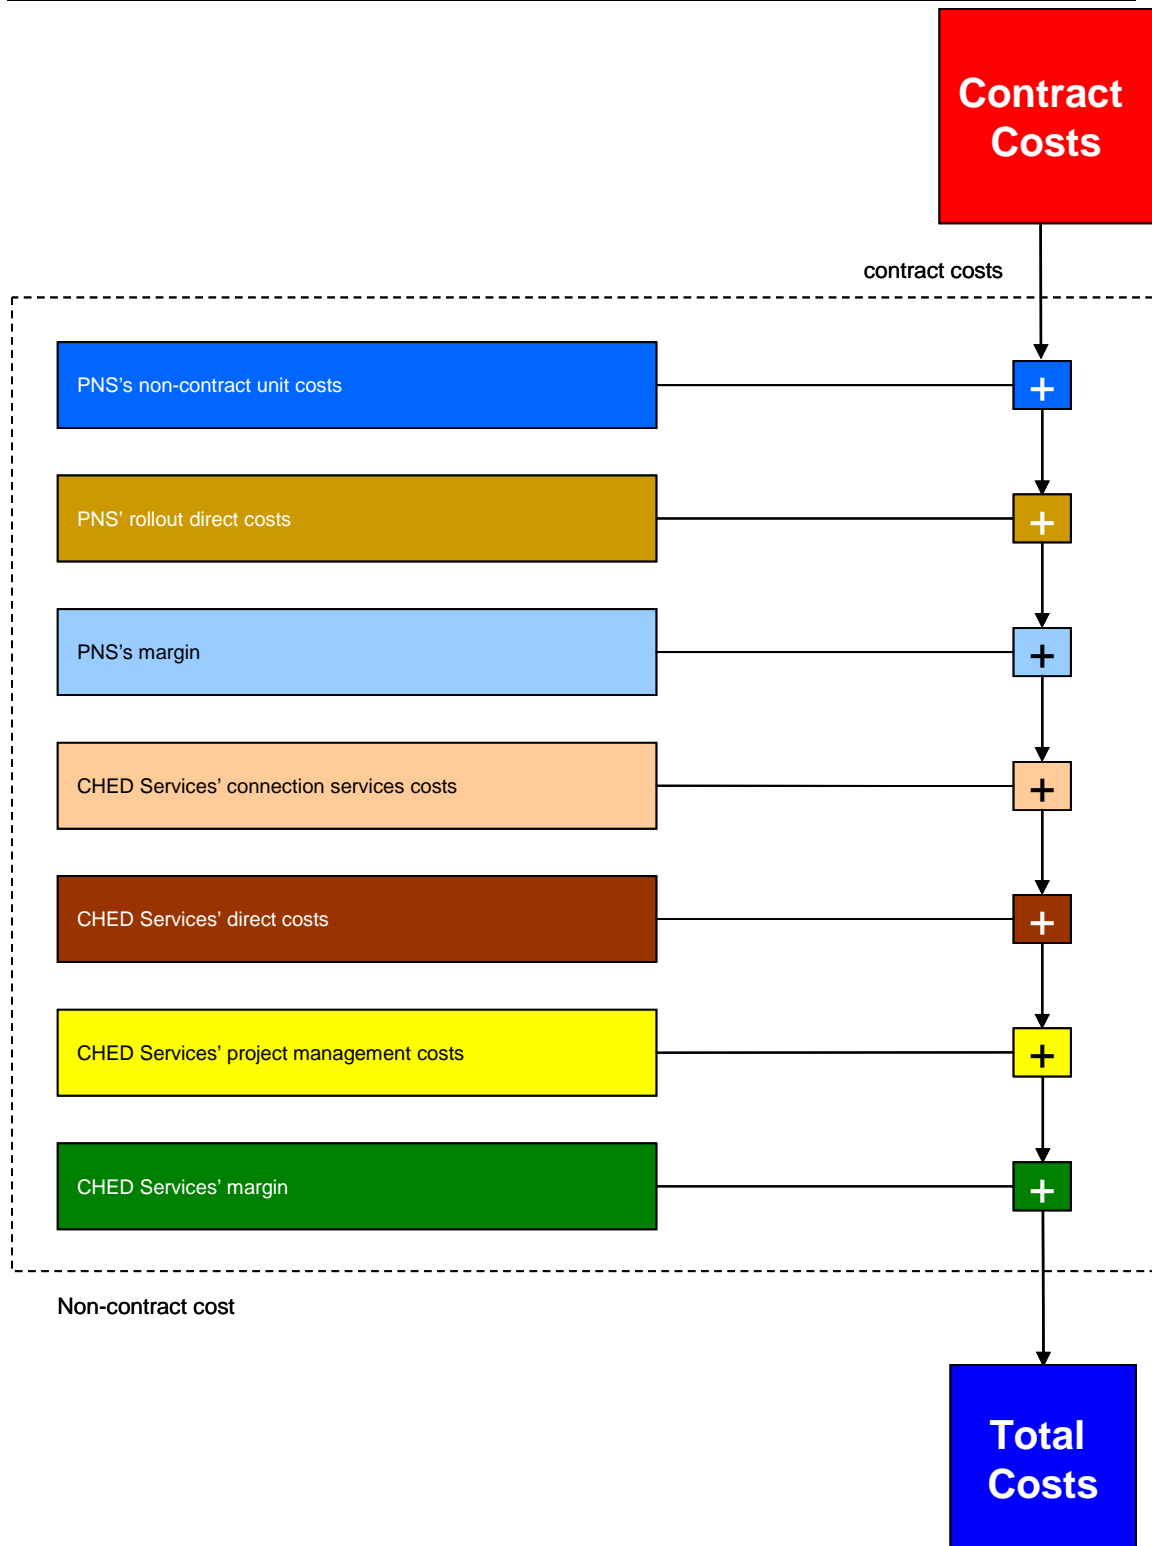 Contract
Costs
contract costs
PNS’s non-contract unit costs
+
PNS’ rollout direct costs
+
PNS’s margin
+
CHED Services’ connection services costs
+
CHED Services’ direct costs
+
CHED Services’ project management costs
+
CHED Services’ margin
+
Non-contract cost
Total
Costs